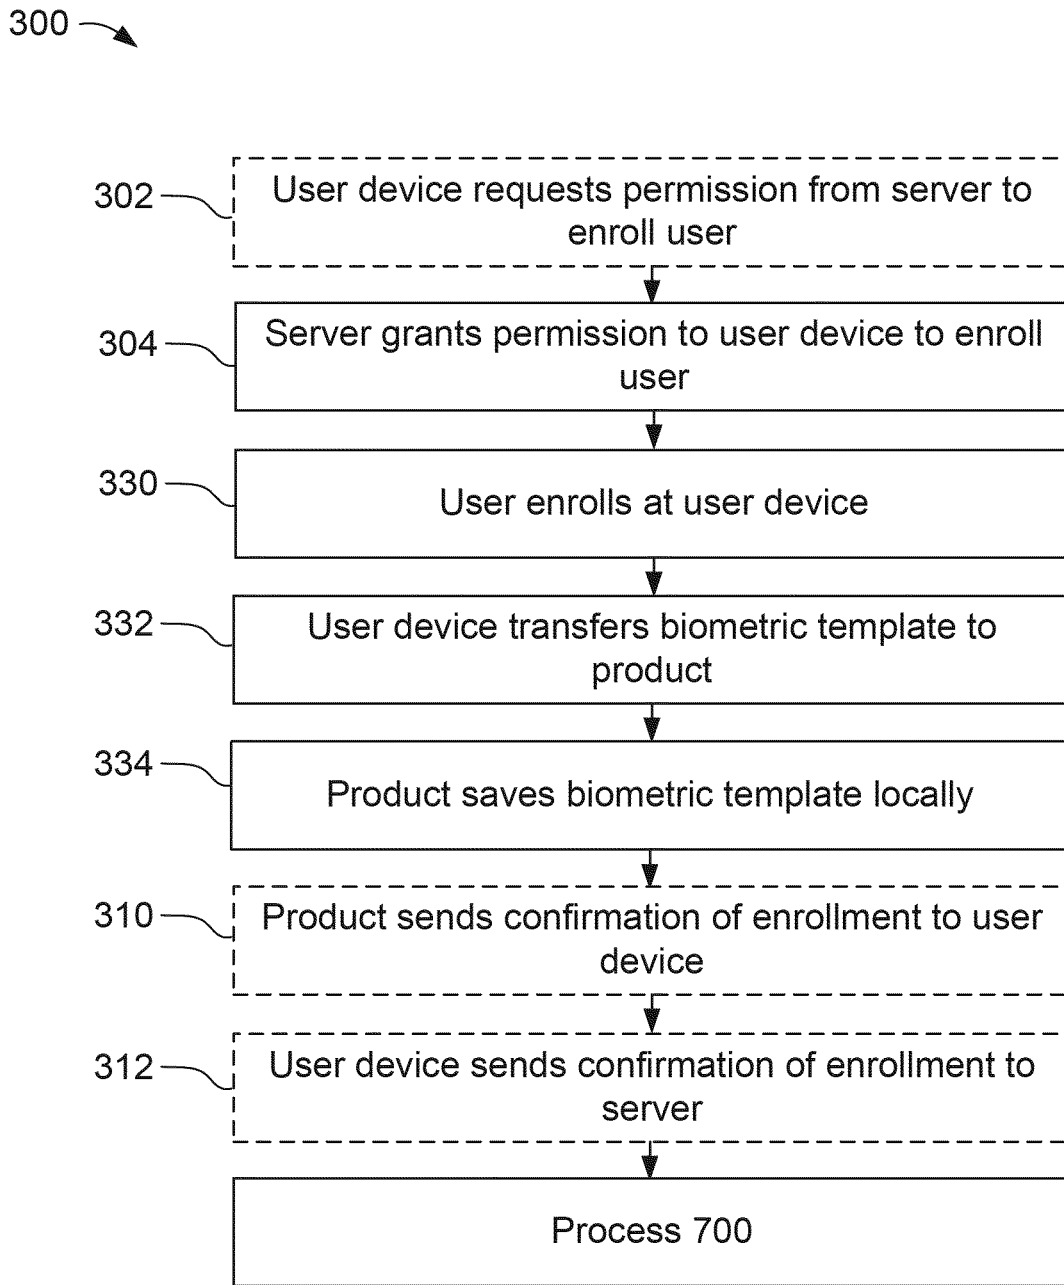 300
302
User device requests permission from server to
enroll user
304
Server grants permission to user device to enroll
user
330
User enrolls at user device
332
User device transfers biometric template to
product
334
Product saves biometric template locally
310
Product sends confirmation of enrollment to user
device
312
User device sends confirmation of enrollment to
server
Process 700